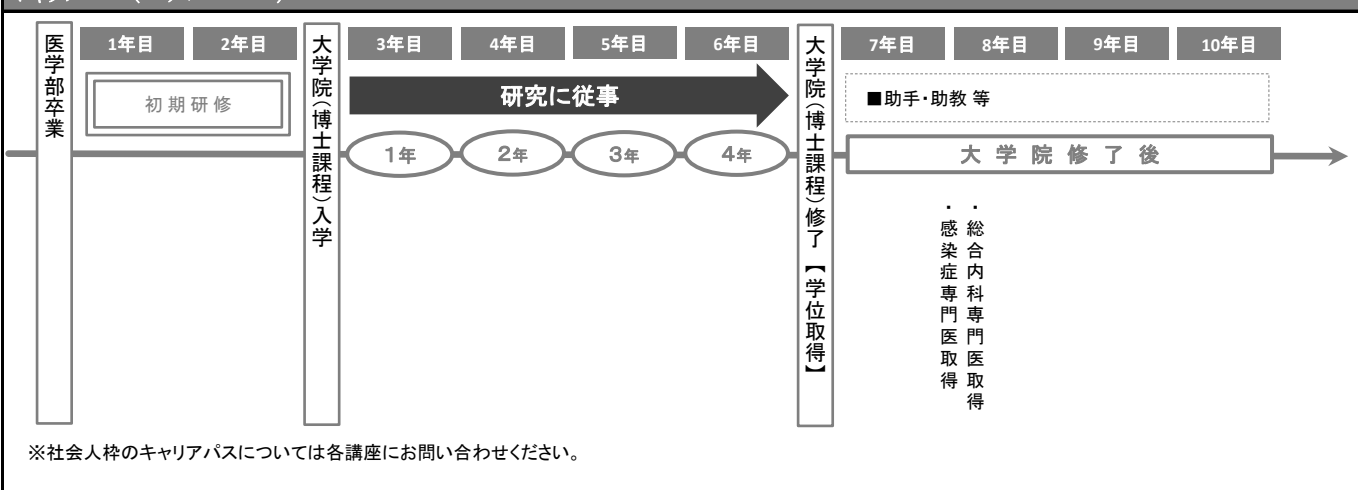 医学部卒業
1年目
2年目
初期研修
大学院(博士課程)入学
3年目
4年目
5年目
6年目
研究に従事
1年
2年
3年
4年
大学院(博士課程)修了【学位取得】
7年目
8年目
9年目
10年目
■助手・助教 等
大学院修了後
・総合内科専門医取得
・感染症専門医取得
※社会人枠のキャリアパスについては各講座にお問い合わせください。